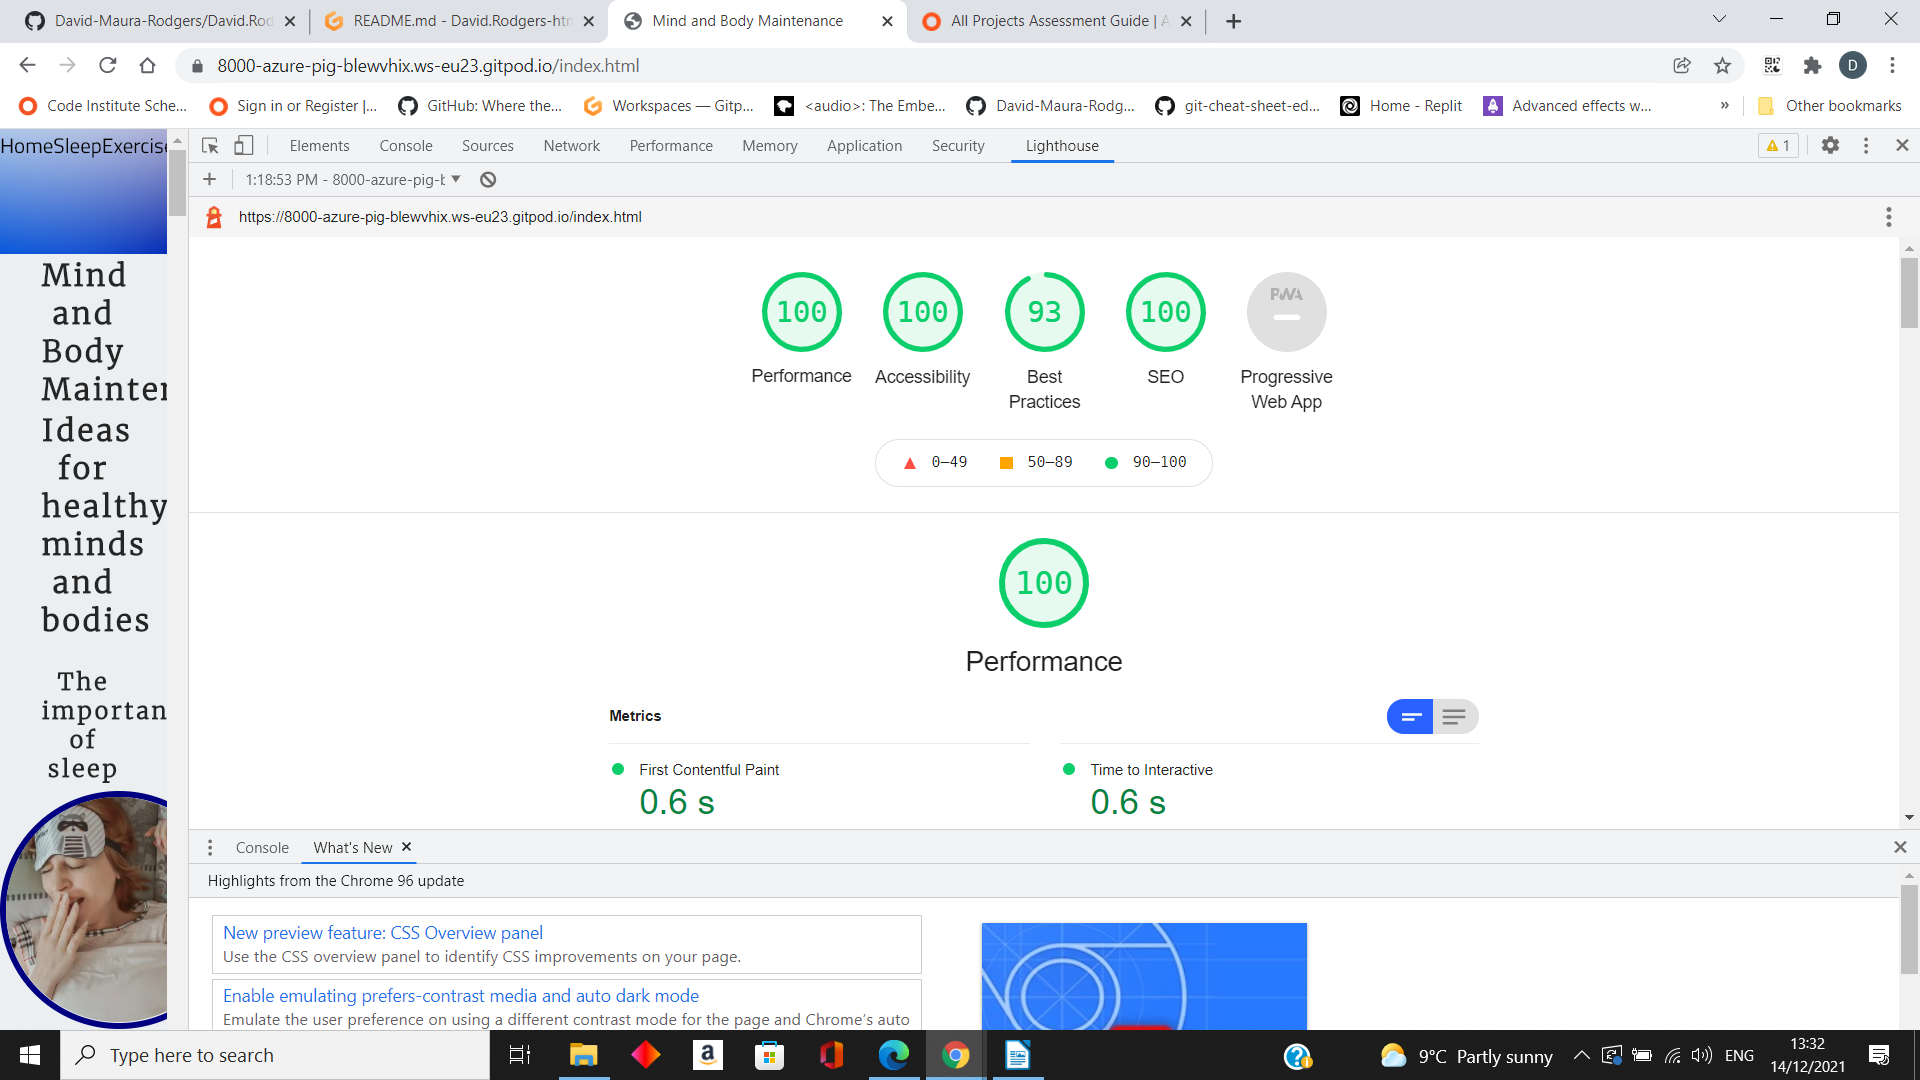 David-Maura-Rodgers/David.Rod
README.md - David.Rodgers-htm
Mind and Body Maintenance
All Projects Assessment Guide | A
8000-azure-pig-blewvhix.ws-eu23.gitpod.io/index.html
D
Code Institute Sche...
Sign in or Register |...
GitHub: Where the...
Workspaces — Gitp...
<audio>: The Embe...
David-Maura-Rodg...
git-cheat-sheet-ed...
Home - Replit
Advanced effects w...
»
Other bookmarks
HomeSleepExercise
Mind
and
Body
Mainten
Ideas
for
healthy
minds
and
bodies
The
importan
of
sleep
Elements
Console
Sources
Network
Performance
Memory
Application
Security
Lighthouse
1
1:18:53 PM - 8000-azure-pig-b
https://8000-azure-pig-blewvhix.ws-eu23.gitpod.io/index.html
100
Performance
100
Accessibility
93
Best
Practices
100
SEO
PWA
Progressive
Web App
0–49
50–89
90–100
100
Performance
Metrics
First Contentful Paint
0.6 s
Time to Interactive
0.6 s
Console
What's New
Highlights from the Chrome 96 update
New preview feature: CSS Overview panel
Use the CSS overview panel to identify CSS improvements on your page.
Enable emulating prefers-contrast media and auto dark mode
Emulate the user preference on using a different contrast mode for the page and Chrome's auto
Type here to search
9°C Partly sunny
ENG
13:32
14/12/2021